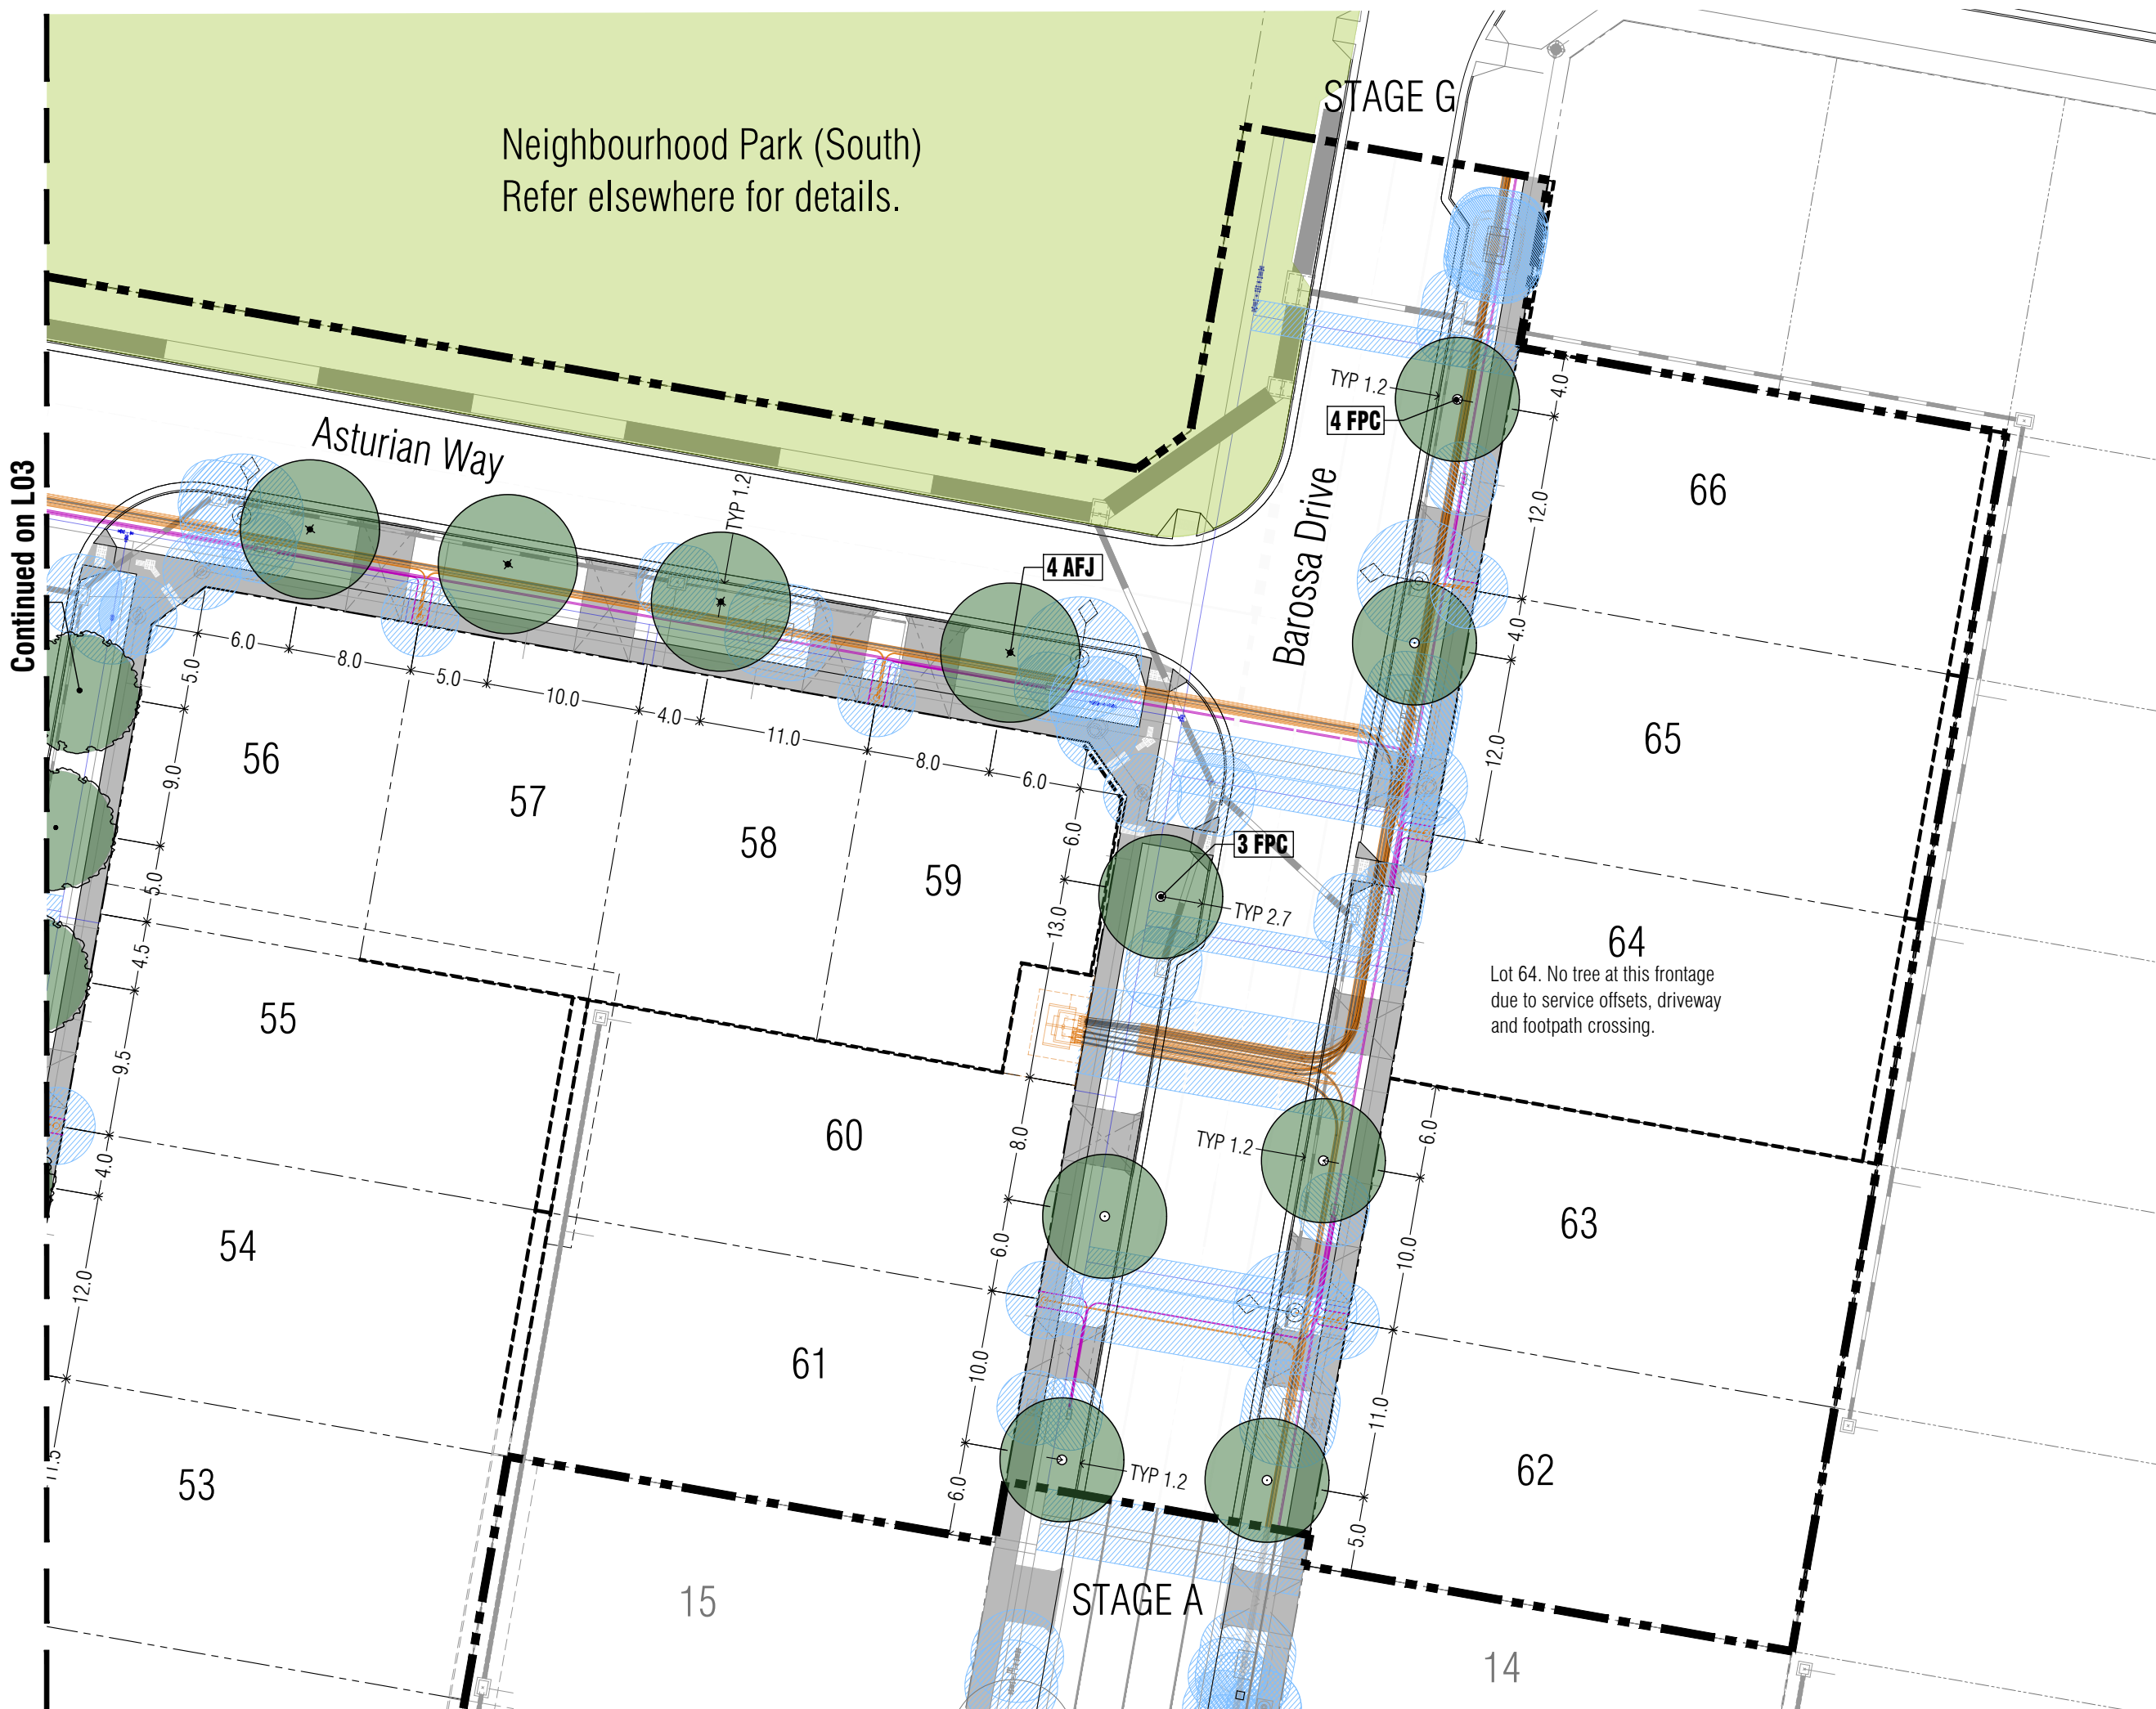 STAGE G
Neighbourhood Park (South)
Refer elsewhere for details.
Continued on L03
Asturian Way
Barossa Drive
TYP 1.2
4 FPC
4.0
12.0
4.0
12.0
66
65
64
Lot 64. No tree at this frontage
due to service offsets, driveway
and footpath crossing.
TYP 1.2
4 AFJ
6.0
8.0
5.0
10.0
4.0
11.0
8.0
6.0
5.0
9.0
5.0
4.5
9.5
4.0
12.0
56
57
58
59
3 FPC
TYP 2.7
6.0
13.0
8.0
6.0
10.0
6.0
55
54
53
60
61
TYP 1.2
6.0
10.0
11.0
5.0
63
62
TYP 1.2
STAGE A
15
14